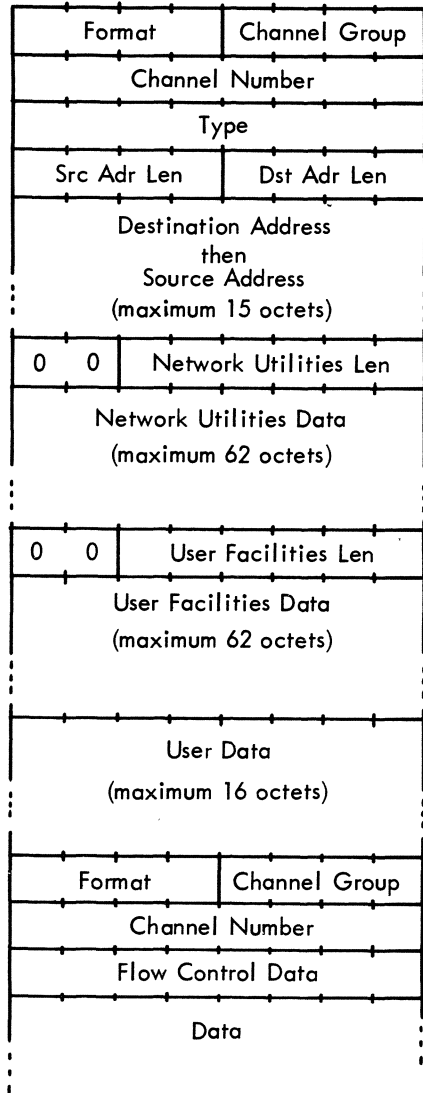 Format Channel Group
Channel Number
Type
Src Adr Len Dst Adr Len
Destination Address
then
Source Address
(maximum 15 octets)
0 0 Network Utilities Len
Network Utilities Data
(maximum 62 octets)
0 0 User Facilities Len
User Facilities Data
(maximum 62 octets)
User Data
(maximum 16 octets)
Format Channel Group
Channel Number
Flow Control Data
Data